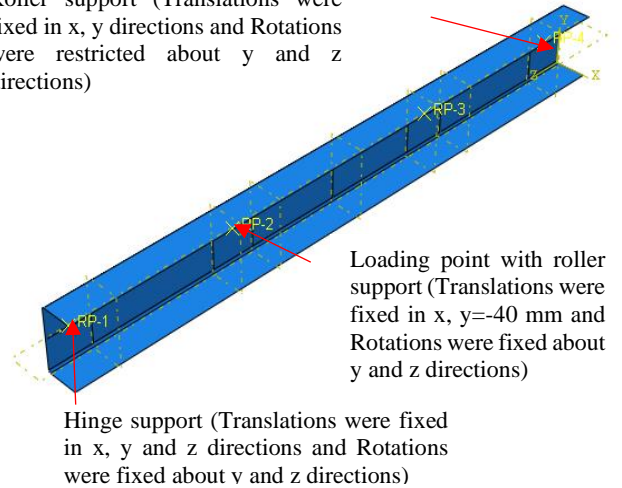 Roller support (Translations were
fixed in x, y directions and Rotations
were restricted about y and z
directions)
Y
RP-4
Z
X
RP-3
RP-2
RP-1
Loading point with roller
support (Translations were
fixed in x, y=-40 mm and
Rotations were fixed about
y and z directions)
Hinge support (Translations were fixed
in x, y and z directions and Rotations
were fixed about y and z directions)